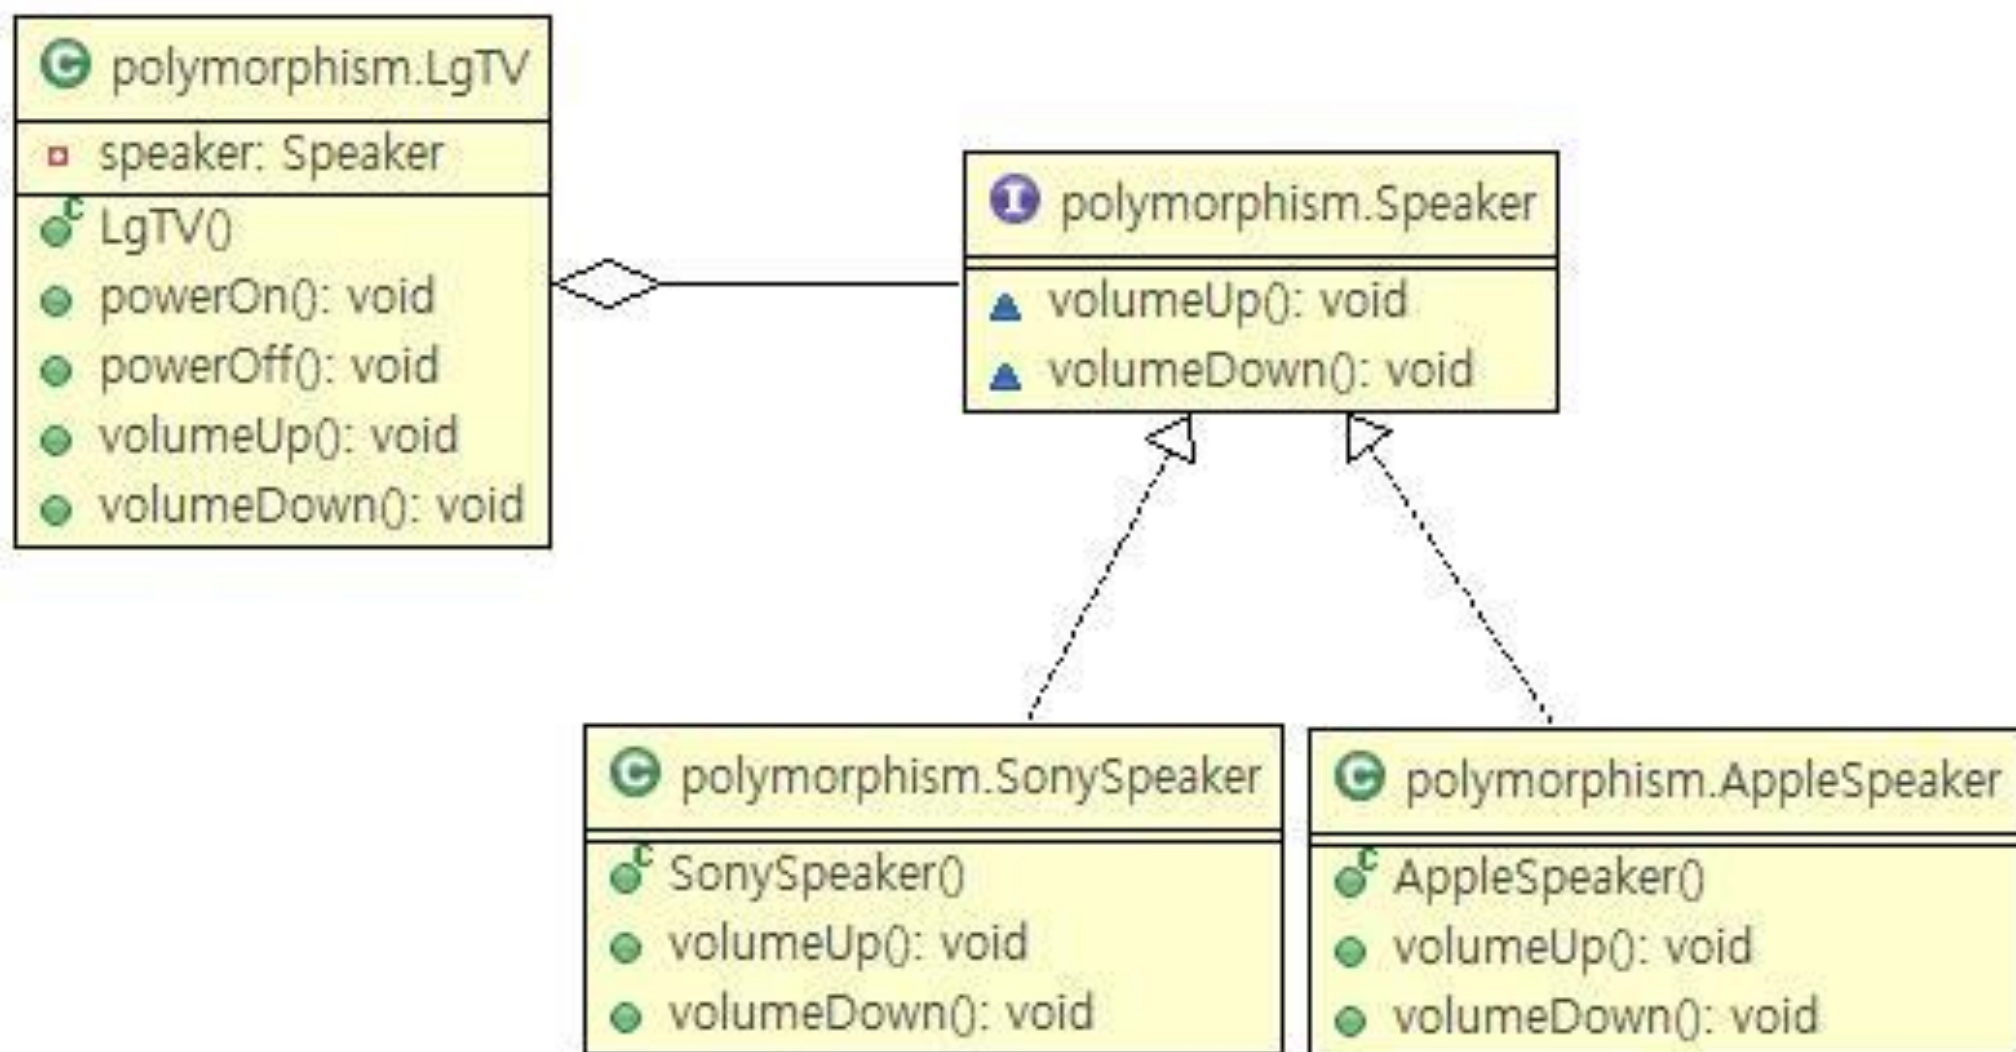 polymorphism.LgTV
speaker: Speaker
LgTV()
powerOn(): void
powerOff(): void
volumeUp(): void
volumeDown(): void
polymorphism.Speaker
volumeUp(): void
volumeDown(): void
polymorphism.SonySpeaker
SonySpeaker()
volumeUp(): void
volumeDown(): void
polymorphism.AppleSpeaker
AppleSpeaker()
volumeUp(): void
volumeDown(): void